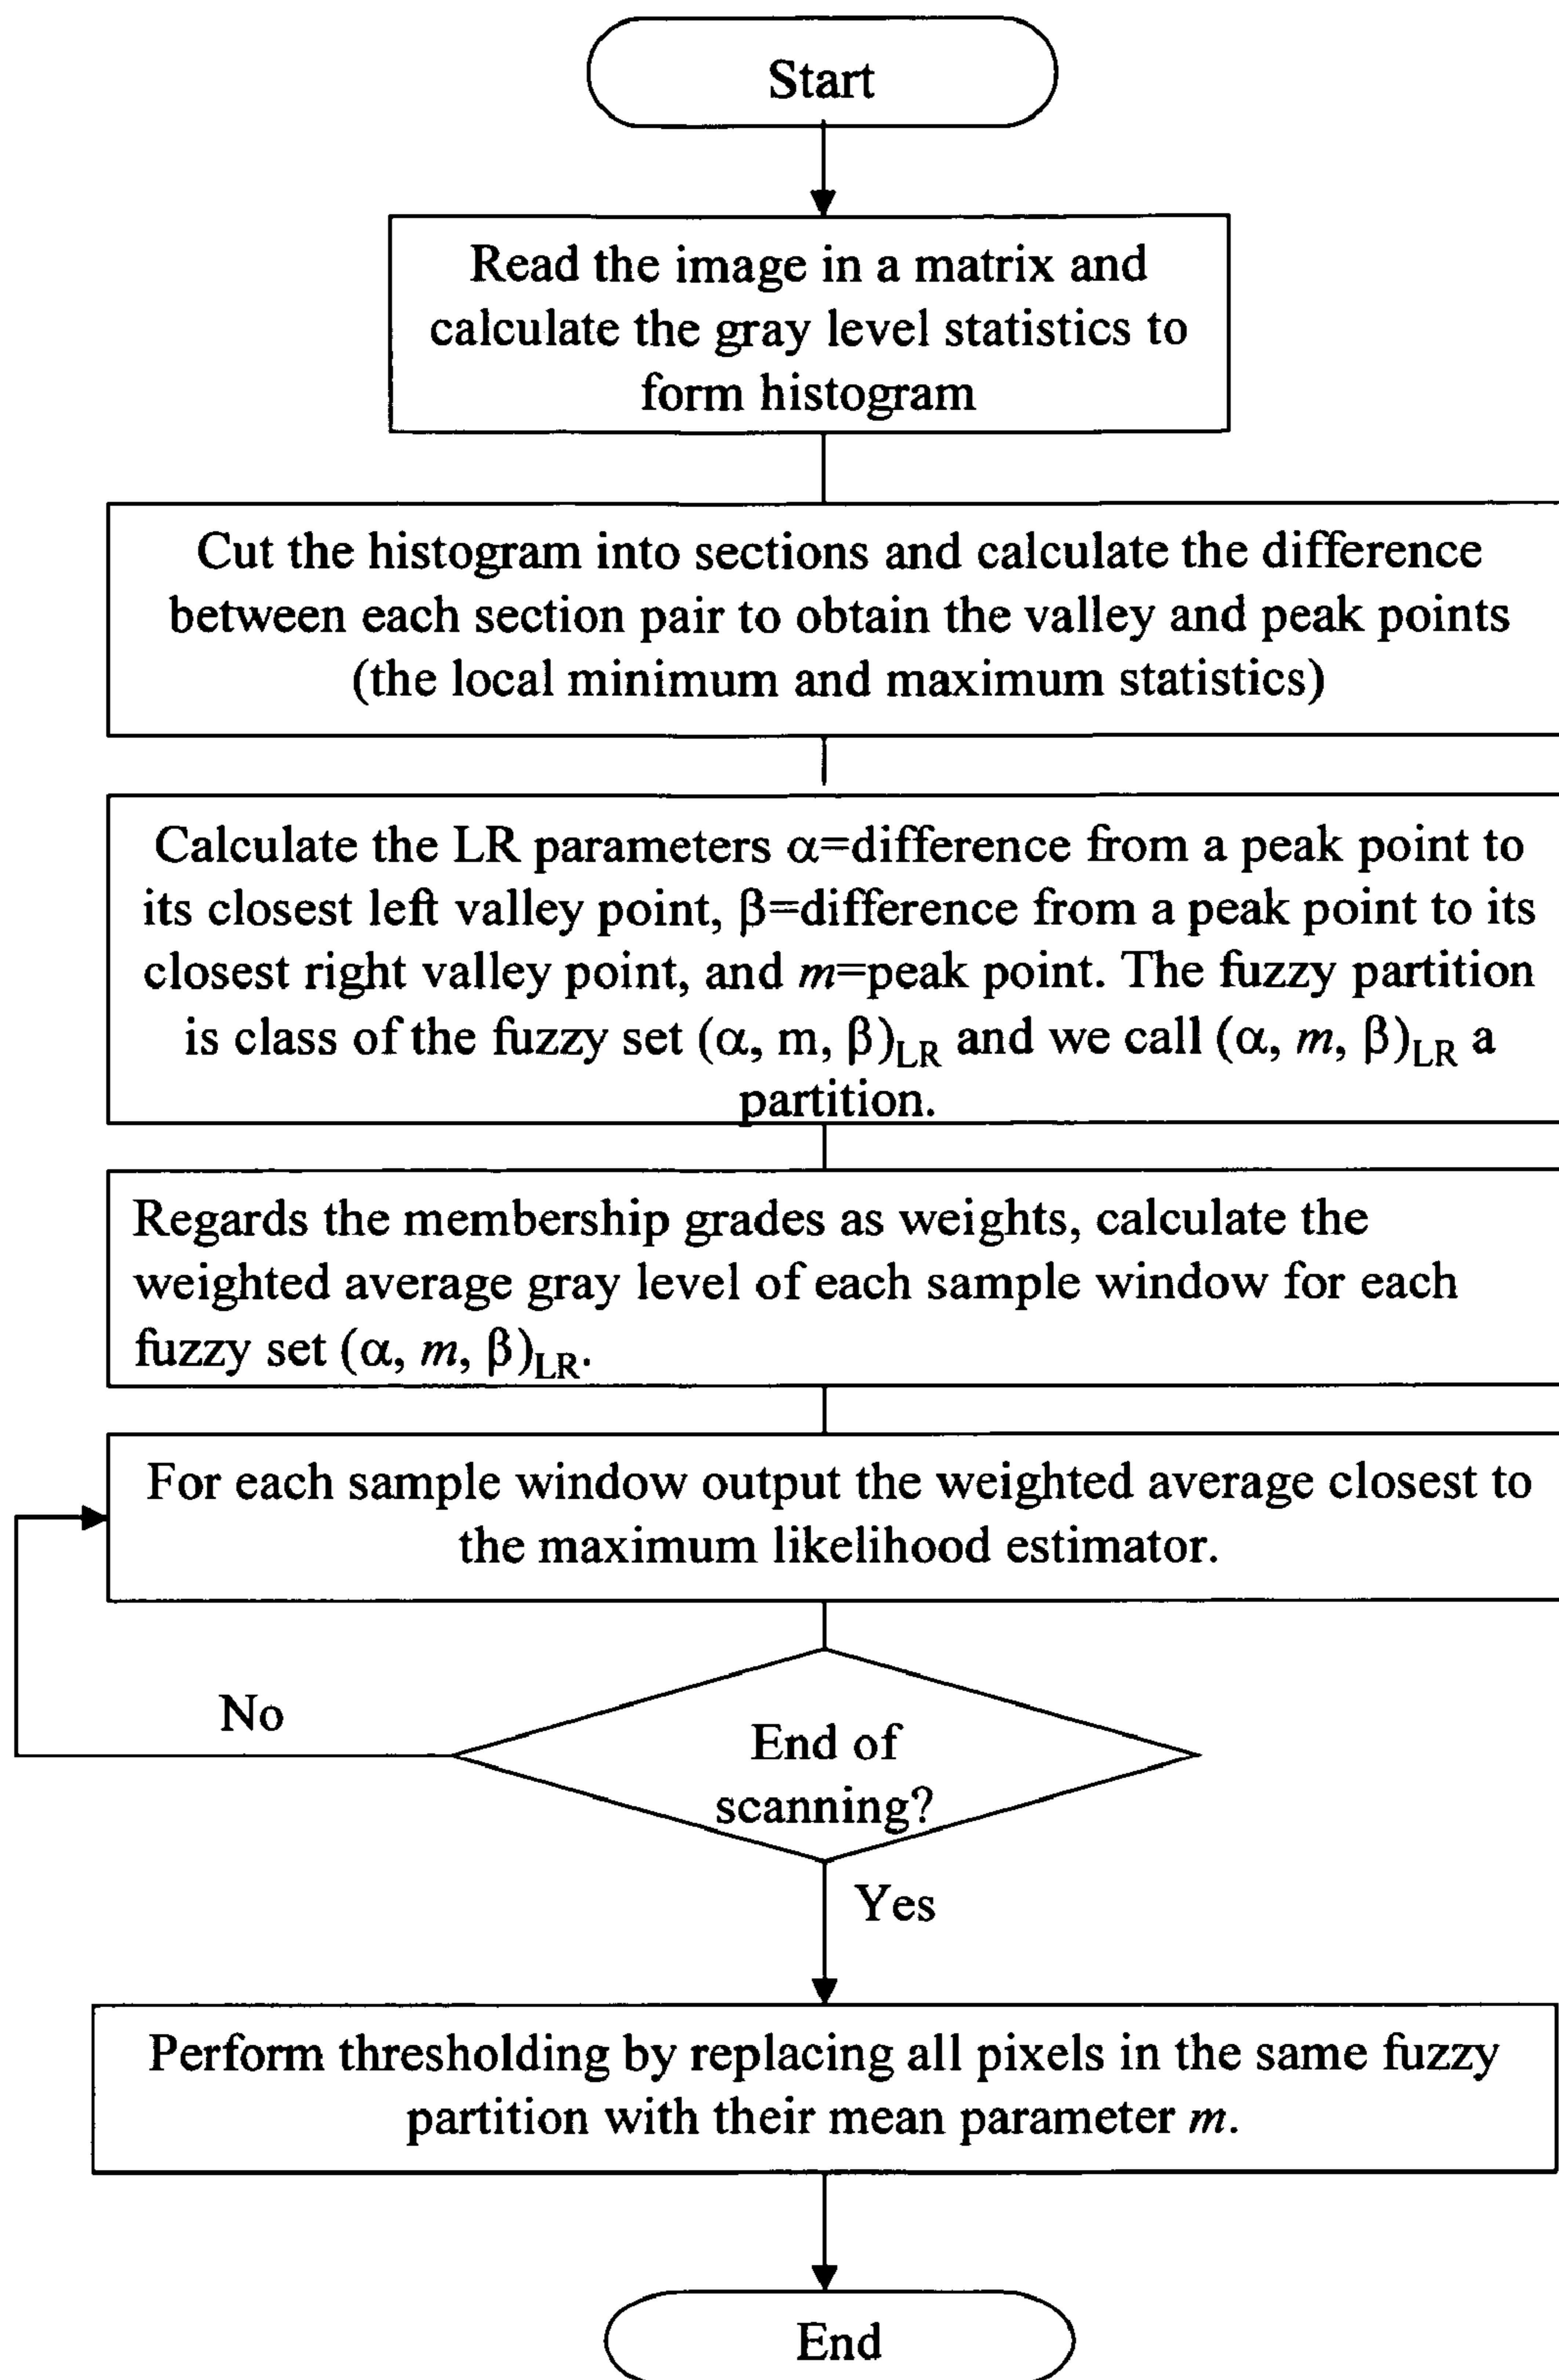 Start
Read the image in a matrix and
calculate the gray level statistics to
form histogram
Cut the histogram into sections and calculate the difference
between each section pair to obtain the valley and peak points
(the local minimum and maximum statistics)
Calculate the LR parameters α=difference from a peak point to
its closest left valley point, β=difference from a peak point to its
closest right valley point, and m=peak point. The fuzzy partition
is class of the fuzzy set (α, m, β)LR and we call (α, m, β)LR a
partition.
Regards the membership grades as weights, calculate the
weighted average gray level of each sample window for each
fuzzy set (α, m, β)LR.
For each sample window output the weighted average closest to
the maximum likelihood estimator.
No
End of
scanning?
Yes
Perform thresholding by replacing all pixels in the same fuzzy
partition with their mean parameter m.
End